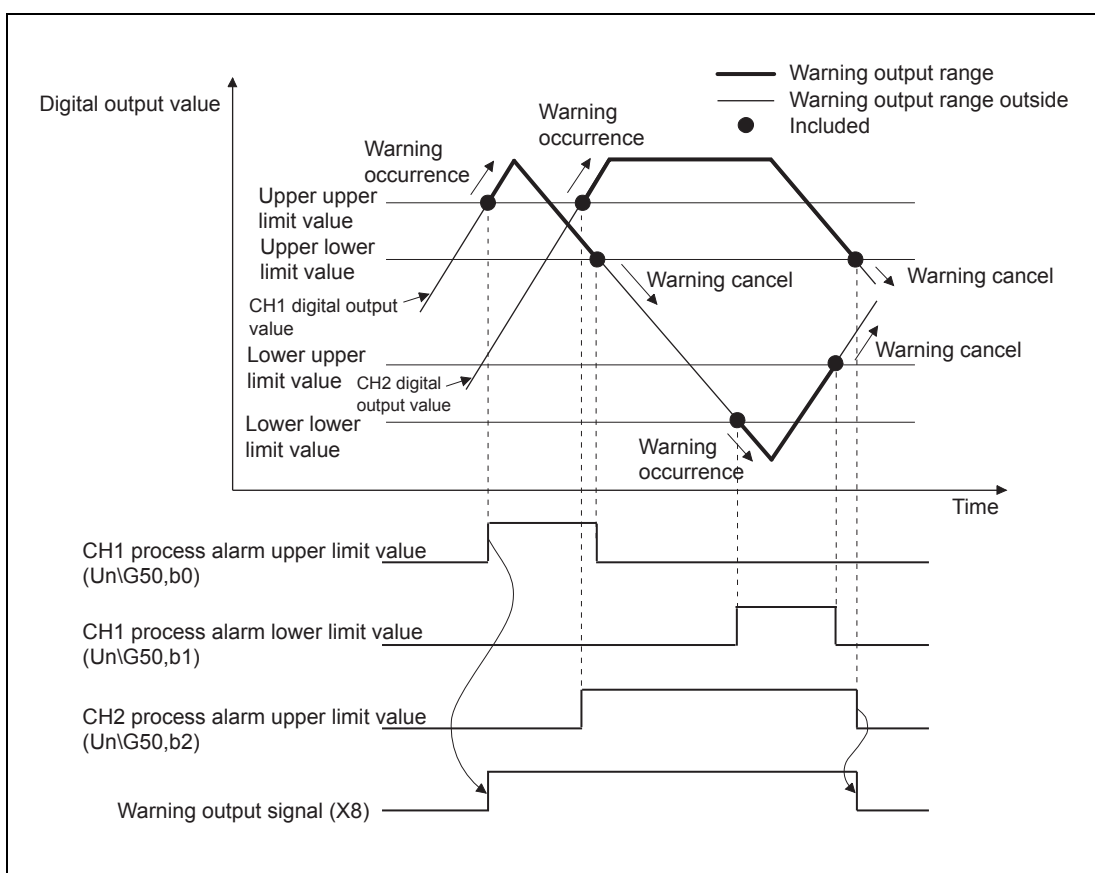 Digital output value
Warning output range
Warning output range outside
Included
Warning
occurrence
Warning
occurrence
Upper upper
limit value
Upper lower
limit value
Warning cancel
Warning cancel
CH1 digital output
value
Lower upper
limit value
CH2 digital
output value
Warning cancel
Lower lower
limit value
Warning
occurrence
Time
CH1 process alarm upper limit value
(Un\G50,b0)
CH1 process alarm lower limit value
(Un\G50,b1)
CH2 process alarm upper limit value
(Un\G50,b2)
Warning output signal (X8)